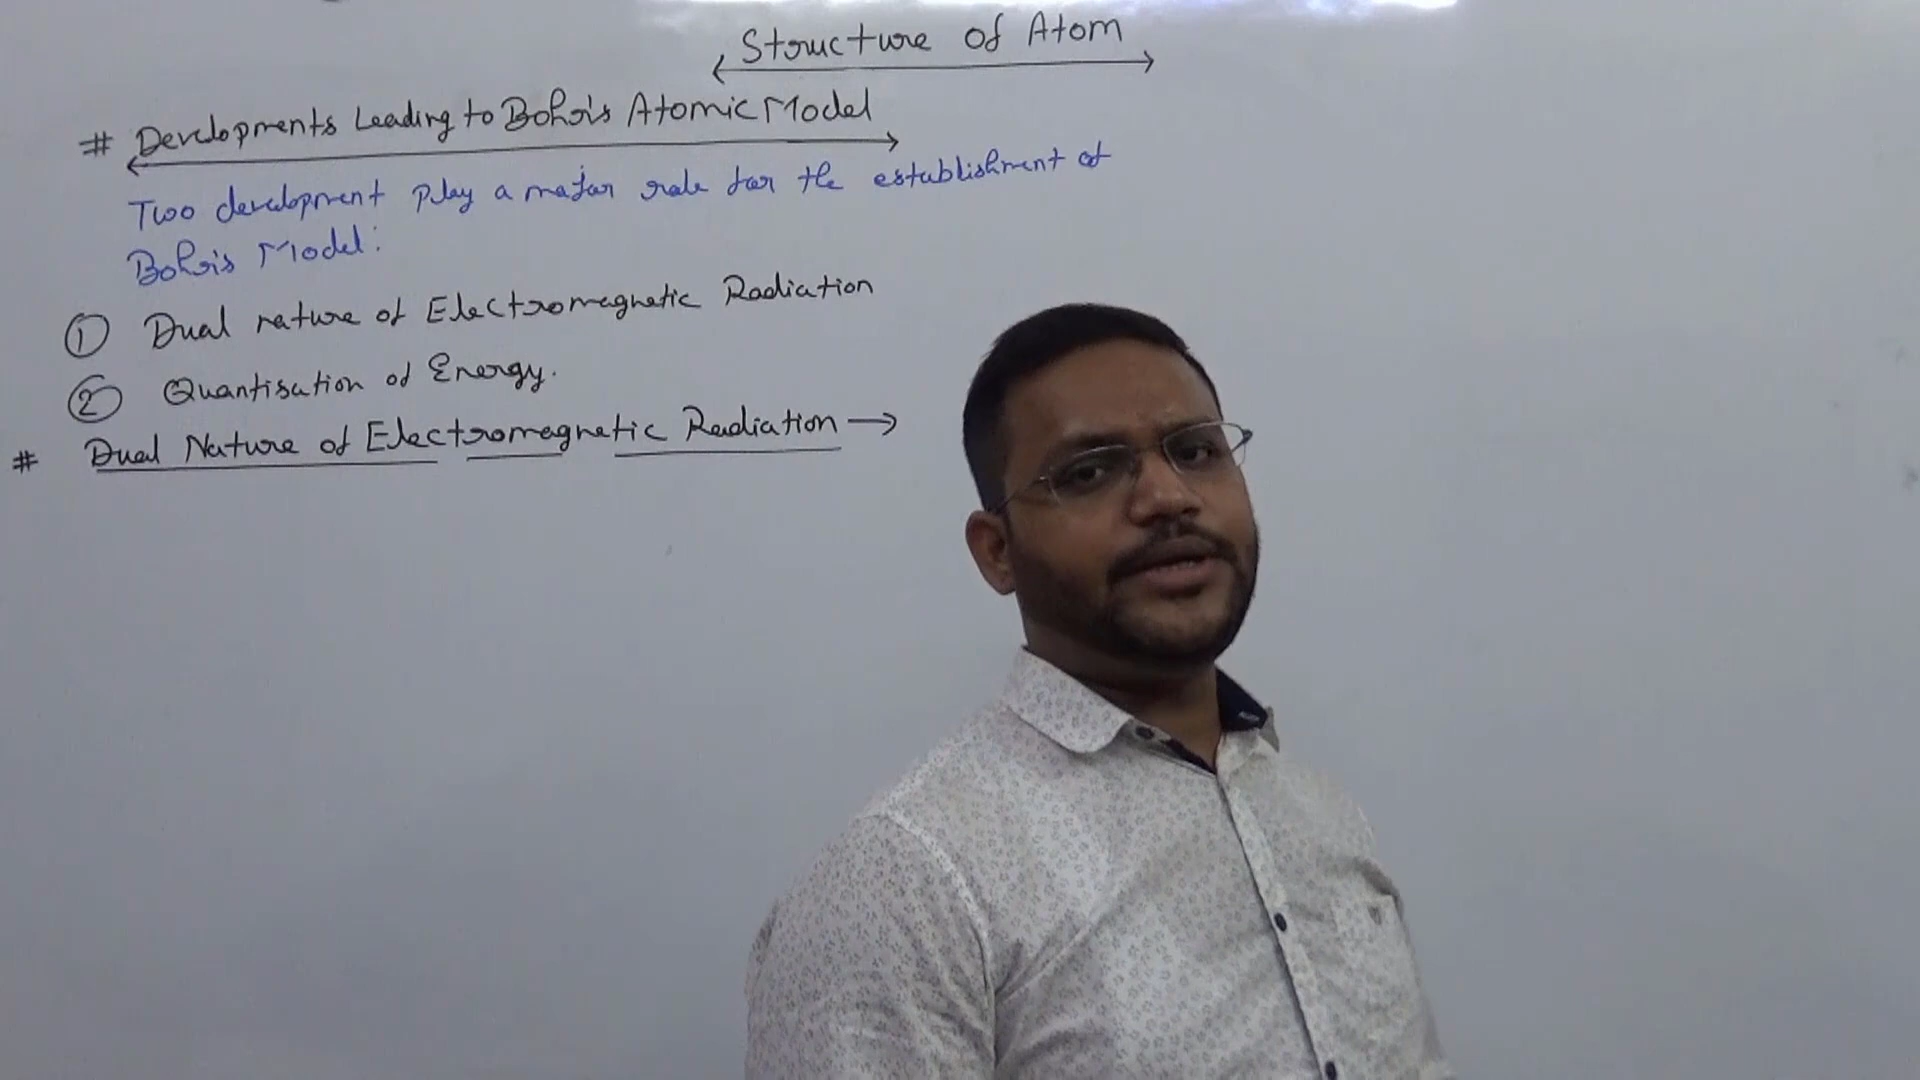 Structure of Atom
# Developments Leading to Bohr's Atomic Model
Two development play a major role for the establishment of
Bohr's Model:
① Dual nature of Electromagnetic Radiation
② Quantisation of Energy.
# Dual Nature of Electromagnetic Radiation →